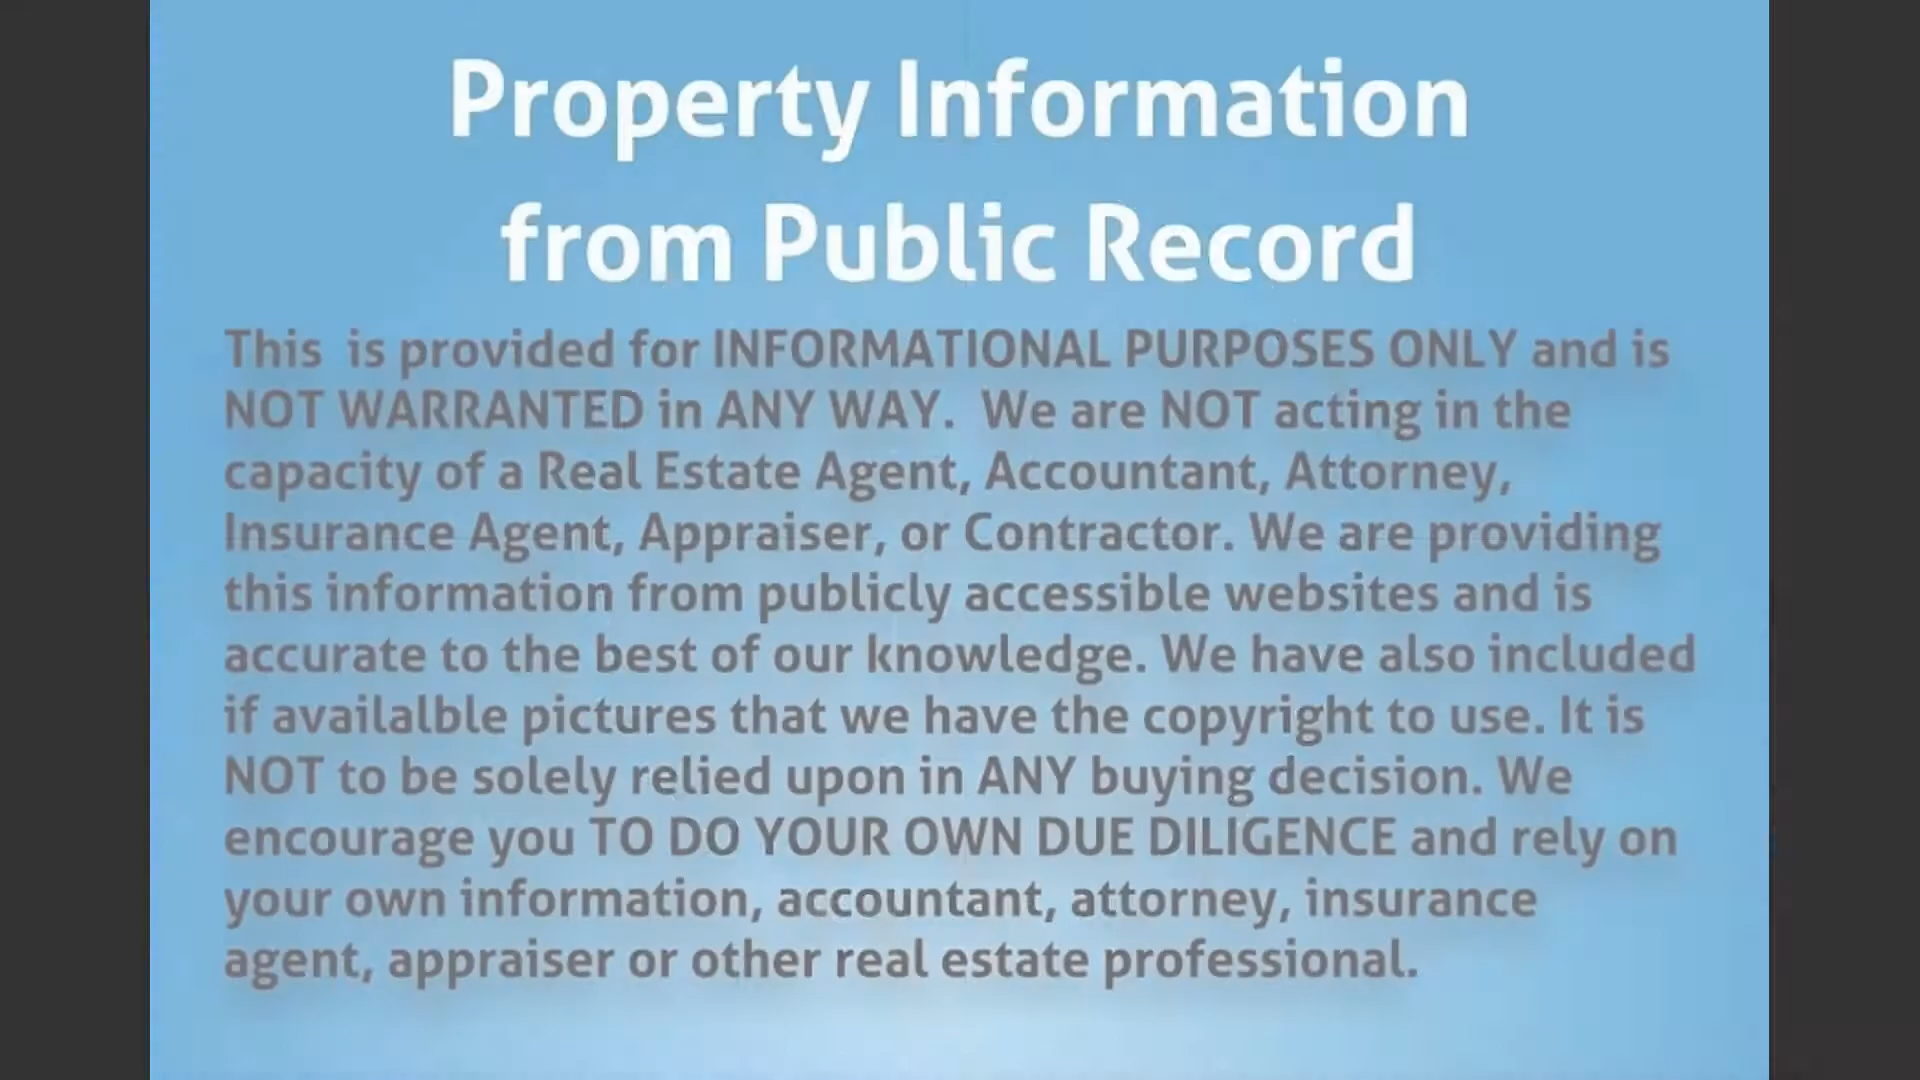 Property Information
from Public Record
This  is provided for INFORMATIONAL PURPOSES ONLY and is
NOT WARRANTED in ANY WAY.  We are NOT acting in the
capacity of a Real Estate Agent, Accountant, Attorney,
Insurance Agent, Appraiser, or Contractor. We are providing
this information from publicly accessible websites and is
accurate to the best of our knowledge. We have also included
if availalble pictures that we have the copyright to use. It is
NOT to be solely relied upon in ANY buying decision. We
encourage you TO DO YOUR OWN DUE DILIGENCE and rely on
your own information, accountant, attorney, insurance
agent, appraiser or other real estate professional.